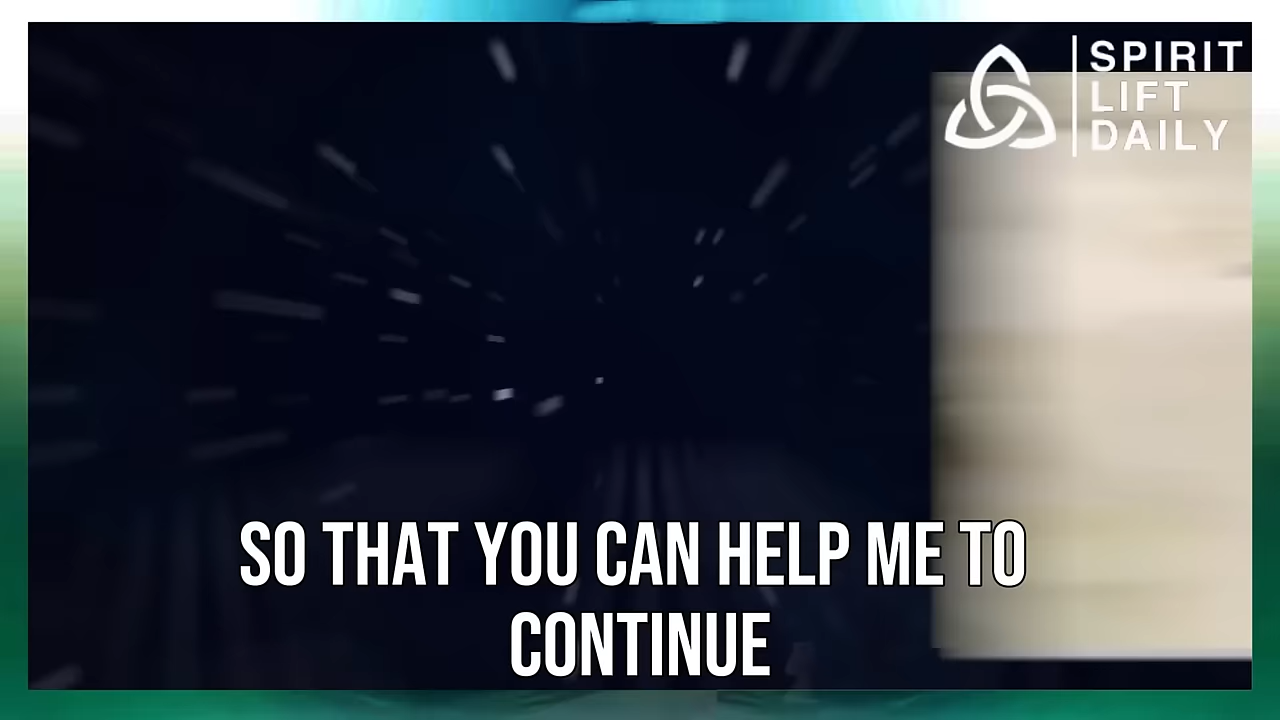 SPIRIT
LIFT
DAILY
SO THAT YOU CAN HELP ME TO
CONTINUE